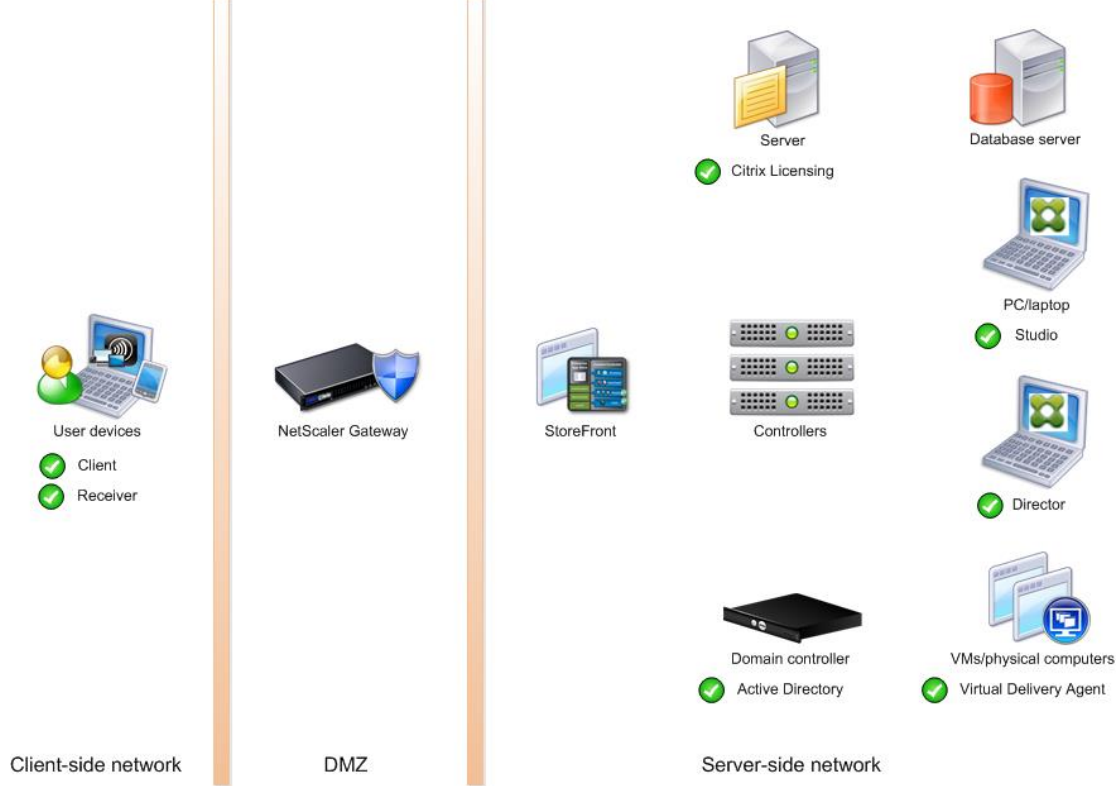 Server
Citrix Licensing
Database server
PC/laptop
Studio
User devices
Client
Receiver
NetScaler Gateway
StoreFront
Controllers
Director
Domain controller
Active Directory
VMs/physical computers
Virtual Delivery Agent
Client-side network
DMZ
Server-side network